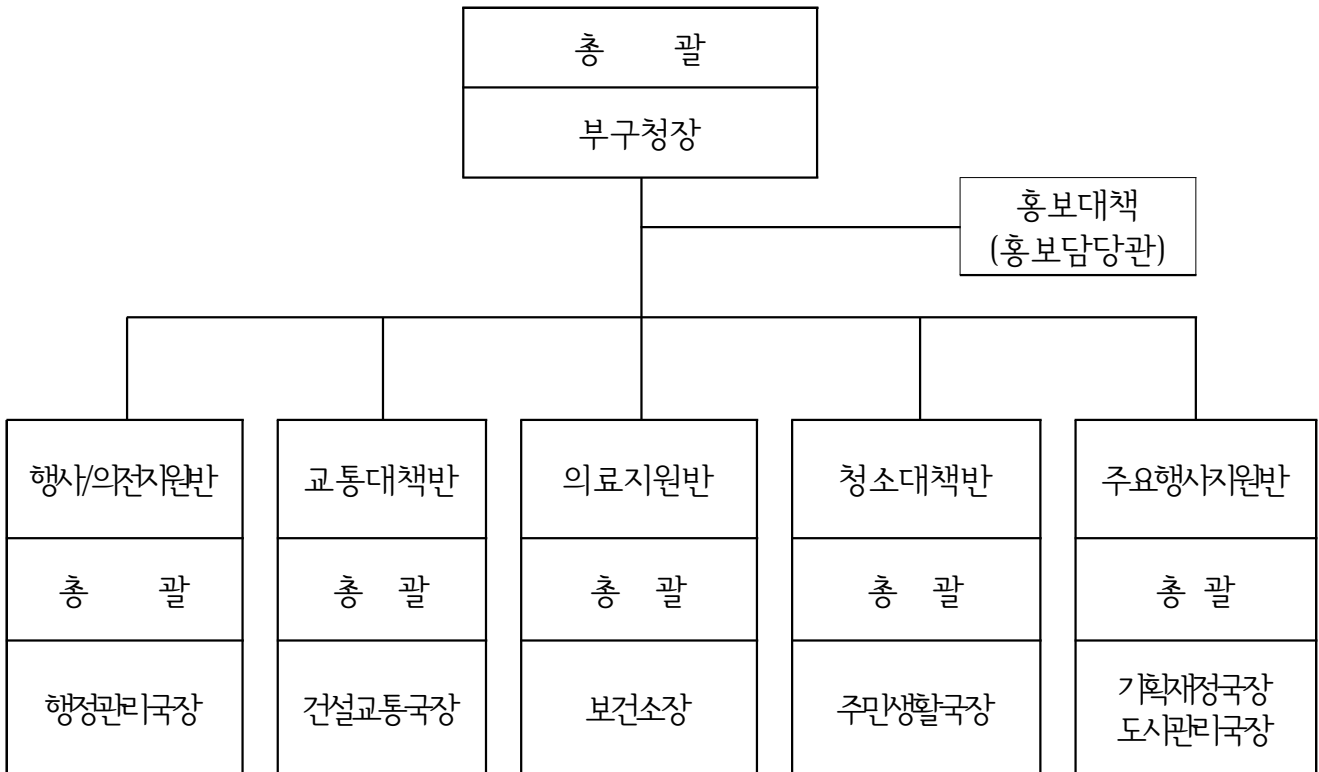 총 괄
부구청장
홍보대책
(홍보담당관)
행사/의전지원반
교통대책반
의료지원반
청소대책반
주요행사지원반
총 괄
총 괄
총 괄
총 괄
총 괄
행정관리국장
건설교통국장
보건소장
주민생활국장
기획재정국장
도시관리국장